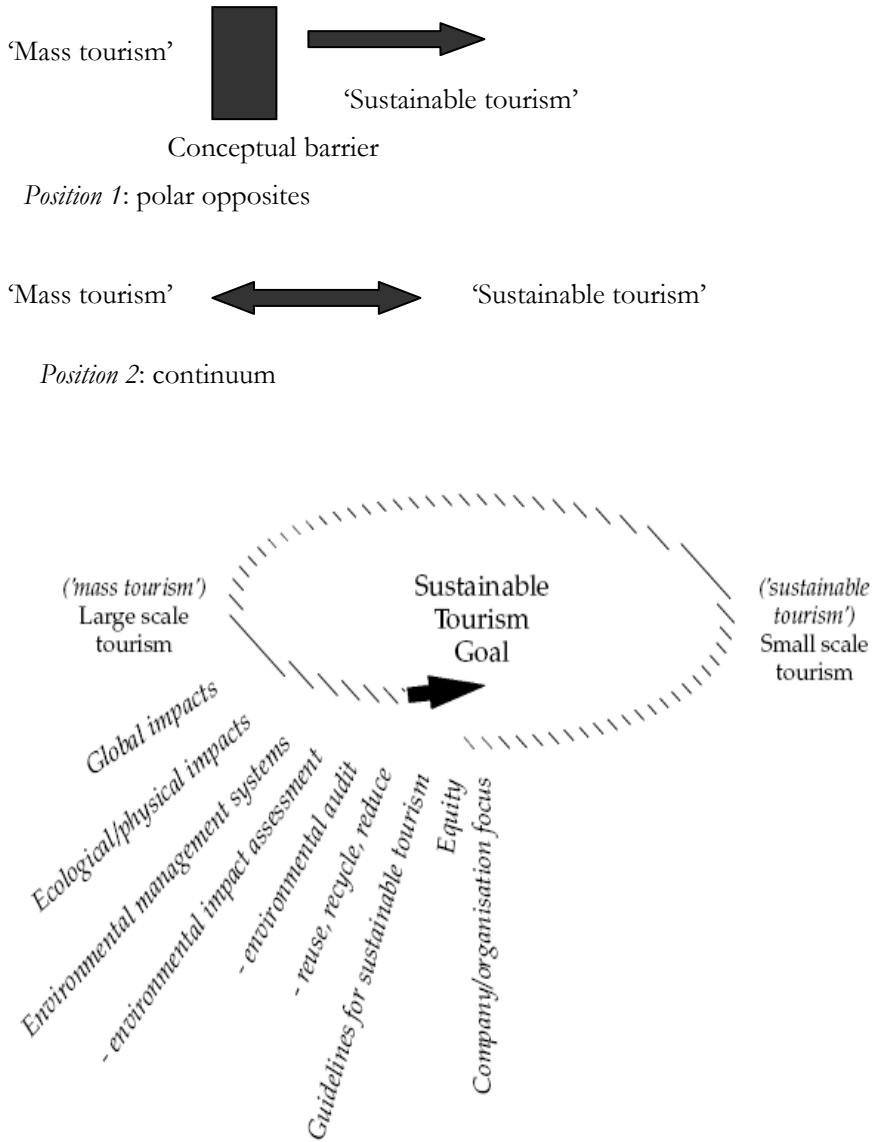 ‘Mass tourism’
‘Sustainable tourism’
Conceptual barrier
Position 1: polar opposites
‘Mass tourism’ ‘Sustainable tourism’
Position 2: continuum
('mass tourism')
Large scale
tourism
Sustainable
Tourism
Goal
('sustainable
tourism')
Small scale
tourism
Global impacts
Ecological/physical impacts
Environmental management systems
- environmental impact assessment
- environmental audit
- reuse, recycle, reduce
Guidelines for sustainable tourism
Equity
Company/organisation focus